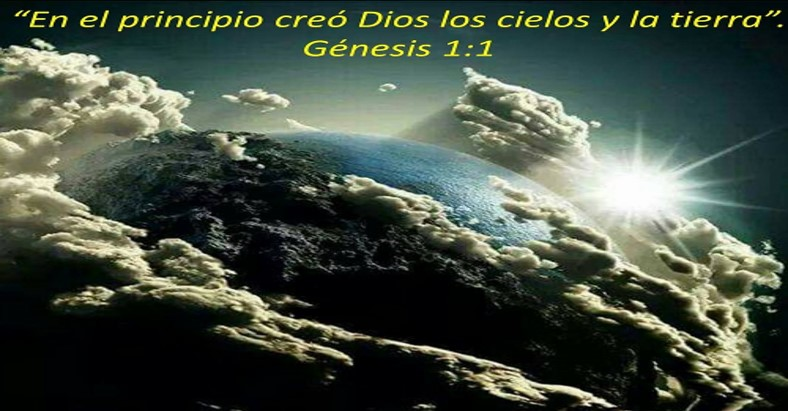 “En el principio creó Dios los cielos y la tierra”.
Génesis 1:1